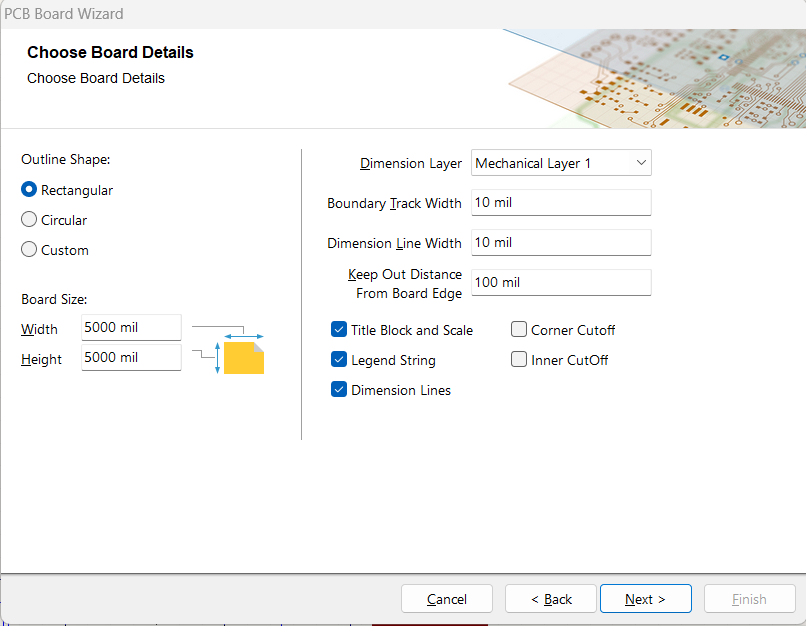 PCB Board Wizard
Choose Board Details
Choose Board Details
Outline Shape:
Rectangular
Circular
Custom
Board Size:
Width 5000 mil
Height 5000 mil
Dimension Layer Mechanical Layer 1
Boundary Track Width 10 mil
Dimension Line Width 10 mil
Keep Out Distance
From Board Edge 100 mil
Title Block and Scale Corner Cutoff
Legend String Inner CutOff
Dimension Lines
Cancel < Back Next > Finish